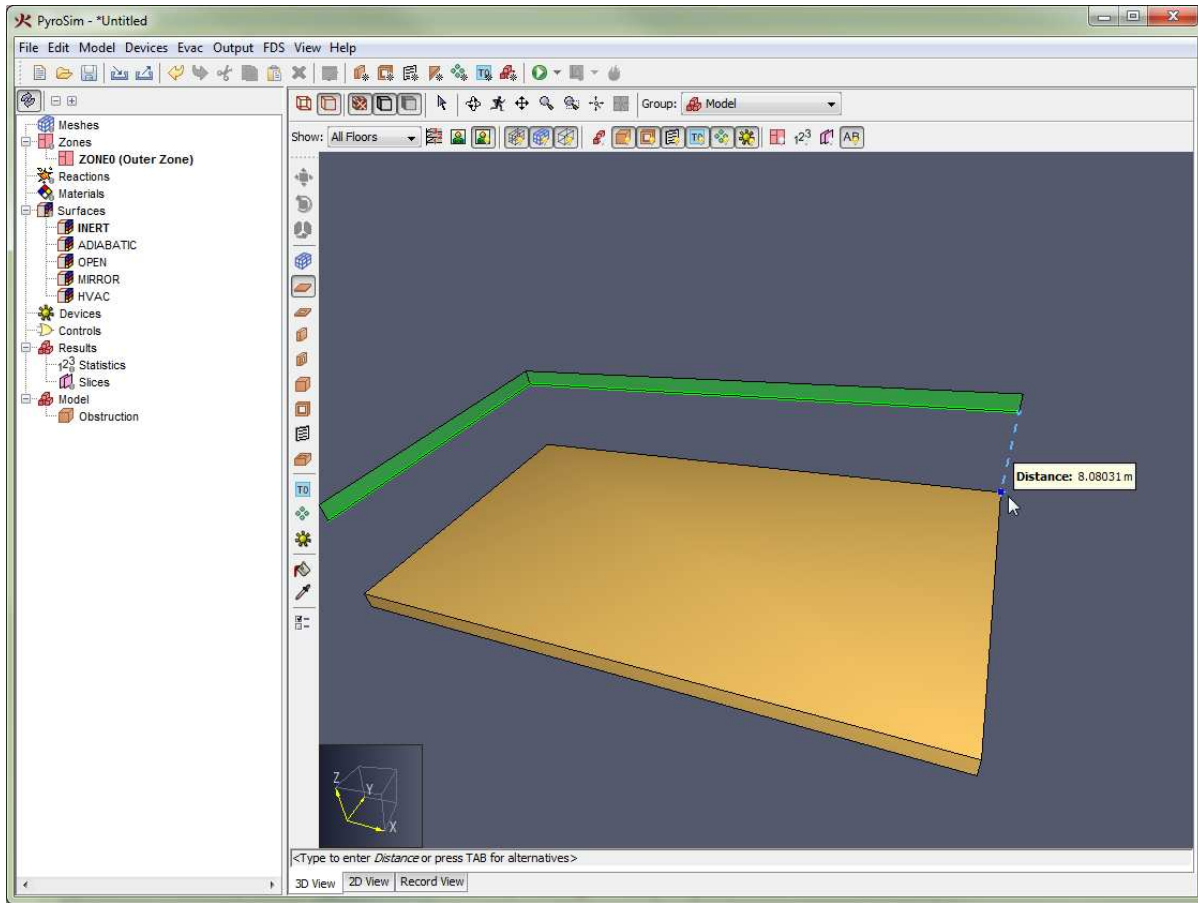 PyroSim - *Untitled
File Edit Model Devices Evac Output FDS View Help
Group: Model
Show: All Floors
Meshes
Zones
ZONE0 (Outer Zone)
Reactions
Materials
Surfaces
INERT
ADIABATIC
OPEN
MIRROR
HVAC
Devices
Controls
Results
Statistics
Slices
Model
Obstruction
Distance: 8.08031 m
Z
Y
X
<Type to enter Distance or press TAB for alternatives>
3D View 2D View Record View